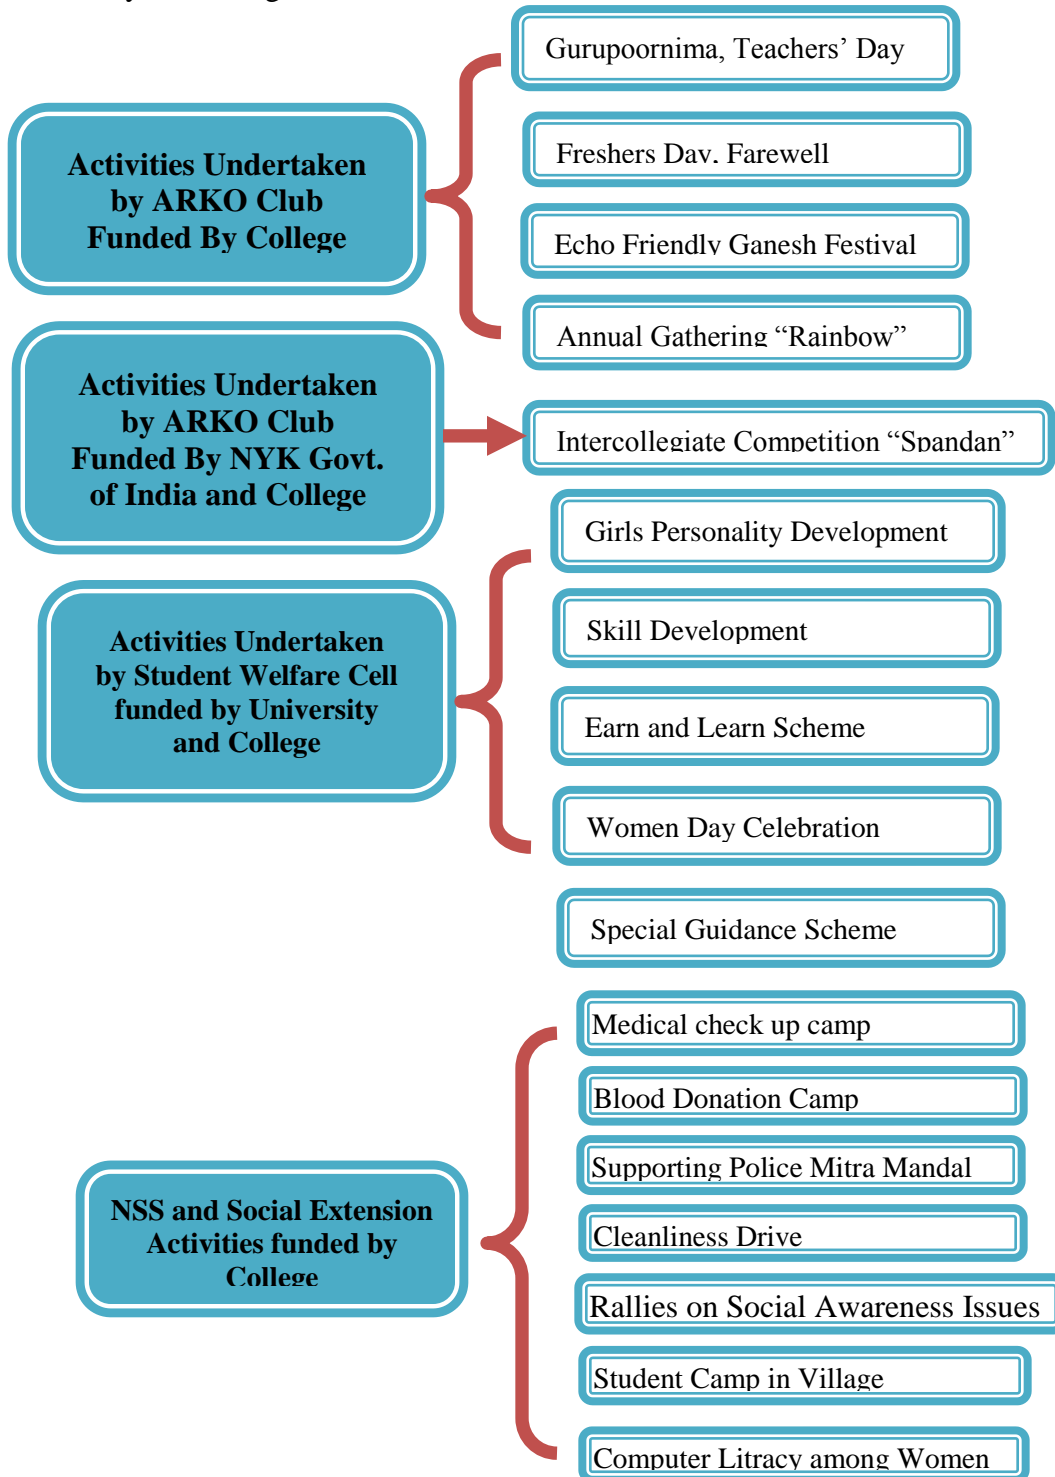 Activities Undertaken
by ARKO Club
Funded By College
Gurupoornima, Teachers' Day
Freshers Day, Farewell
Echo Friendly Ganesh Festival
Annual Gathering "Rainbow"
Activities Undertaken
by ARKO Club
Funded By NYK Govt.
of India and College
Intercollegiate Competition "Spandan"
Activities Undertaken
by Student Welfare Cell
funded by University
and College
Girls Personality Development
Skill Development
Earn and Learn Scheme
Women Day Celebration
Special Guidance Scheme
NSS and Social Extension
Activities funded by
College
Medical check up camp
Blood Donation Camp
Supporting Police Mitra Mandal
Cleanliness Drive
Rallies on Social Awareness Issues
Student Camp in Village
Computer Litracy among Women